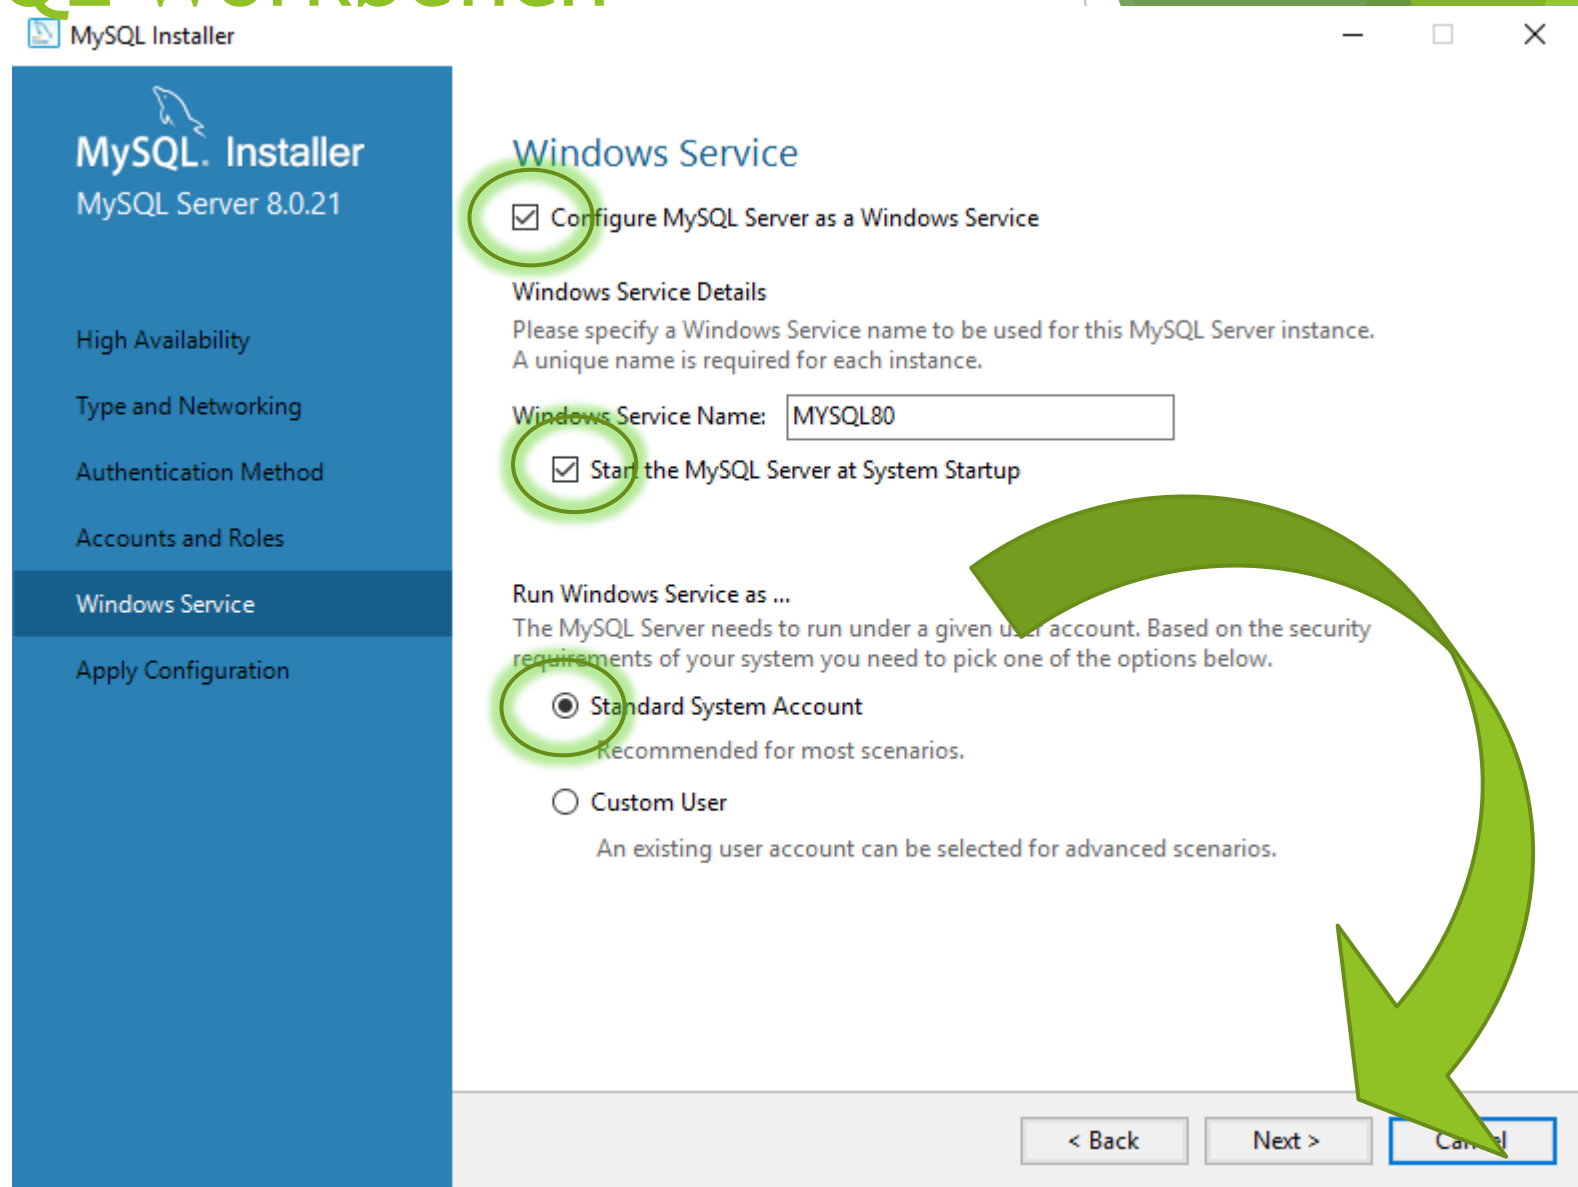 MySQL Installer
MySQL. Installer
MySQL Server 8.0.21
High Availability
Type and Networking
Authentication Method
Accounts and Roles
Windows Service
Apply Configuration
Windows Service
Configure MySQL Server as a Windows Service
Windows Service Details
Please specify a Windows Service name to be used for this MySQL Server instance.
A unique name is required for each instance.
Windows Service Name: MYSQL80
Start the MySQL Server at System Startup
Run Windows Service as ...
The MySQL Server needs to run under a given user account. Based on the security
requirements of your system you need to pick one of the options below.
Standard System Account
Recommended for most scenarios.
Custom User
An existing user account can be selected for advanced scenarios.
< Back
Next >
Cancel